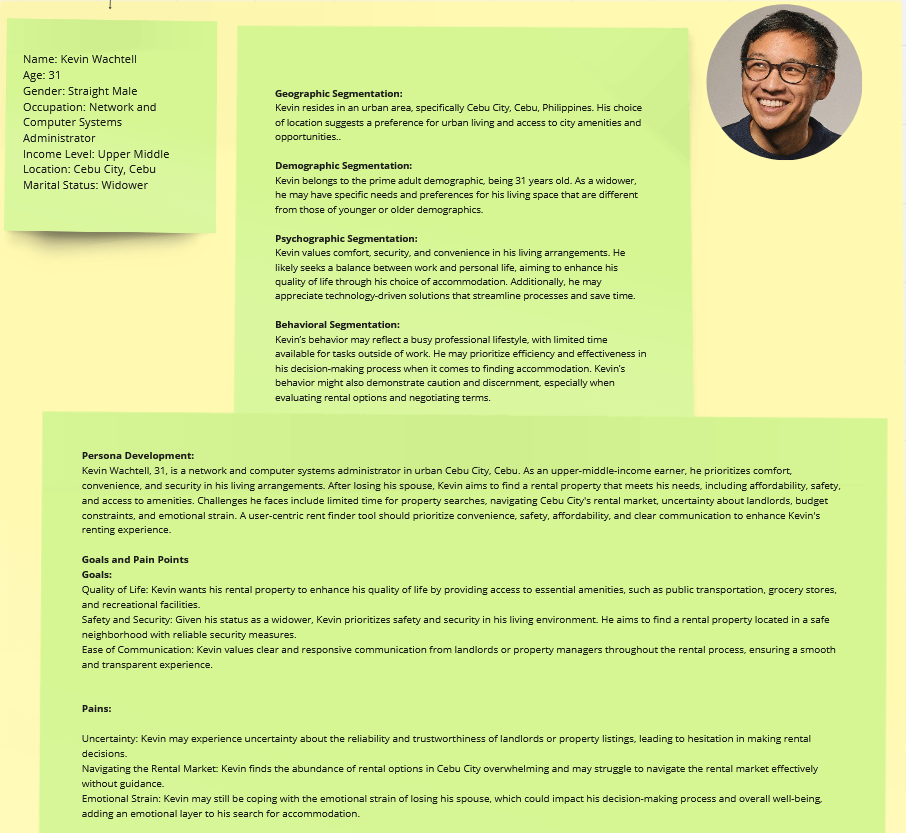 Name: Kevin Wachtell
Age: 31
Gender: Straight Male
Occupation: Network and
Computer Systems
Administrator
Income Level: Upper Middle
Location: Cebu City, Cebu
Marital Status: Widower
Geographic Segmentation:
Kevin resides in an urban area, specifically Cebu City, Cebu, Philippines. His choice
of location suggests a preference for urban living and access to city amenities and
opportunities..
Demographic Segmentation:
Kevin belongs to the prime adult demographic, being 31 years old. As a widower,
he may have specific needs and preferences for his living space that are different
from those of younger or older demographics.
Psychographic Segmentation:
Kevin values comfort, security, and convenience in his living arrangements. He
likely seeks a balance between work and personal life, aiming to enhance his
quality of life through his choice of accommodation. Additionally, he may
appreciate technology-driven solutions that streamline processes and save time.
Behavioral Segmentation:
Kevin's behavior may reflect a busy professional lifestyle, with limited time
available for tasks outside of work. He may prioritize efficiency and effectiveness in
his decision-making process when it comes to finding accommodation. Kevin's
behavior might also demonstrate caution and discernment, especially when
evaluating rental options and negotiating terms.
Persona Development:
Kevin Wachtell, 31, is a network and computer systems administrator in urban Cebu City, Cebu. As an upper-middle-income earner, he prioritizes comfort,
convenience, and security in his living arrangements. After losing his spouse, Kevin aims to find a rental property that meets his needs, including affordability, safety,
and access to amenities. Challenges he faces include limited time for property searches, navigating Cebu City's rental market, uncertainty about landlords, budget
constraints, and emotional strain. A user-centric rent finder tool should prioritize convenience, safety, affordability, and clear communication to enhance Kevin's
renting experience.
Goals and Pain Points
Goals:
Quality of Life: Kevin wants his rental property to enhance his quality of life by providing access to essential amenities, such as public transportation, grocery stores,
and recreational facilities.
Safety and Security: Given his status as a widower, Kevin prioritizes safety and security in his living environment. He aims to find a rental property located in a safe
neighborhood with reliable security measures.
Ease of Communication: Kevin values clear and responsive communication from landlords or property managers throughout the rental process, ensuring a smooth
and transparent experience.
Pains:
Uncertainty: Kevin may experience uncertainty about the reliability and trustworthiness of landlords or property listings, leading to hesitation in making rental
decisions.
Navigating the Rental Market: Kevin finds the abundance of rental options in Cebu City overwhelming and may struggle to navigate the rental market effectively
without guidance.
Emotional Strain: Kevin may still be coping with the emotional strain of losing his spouse, which could impact his decision-making process and overall well-being,
adding an emotional layer to his search for accommodation.